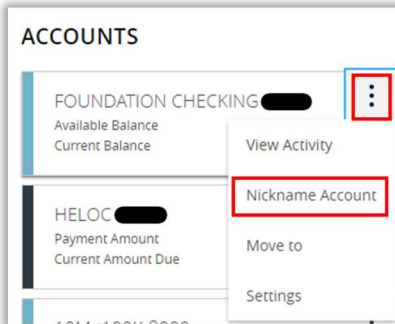 ACCOUNTS
FOUNDATION CHECKING
Available Balance
Current Balance
View Activity
Nickname Account
HELOC
Payment Amount
Current Amount Due
Move to
Settings